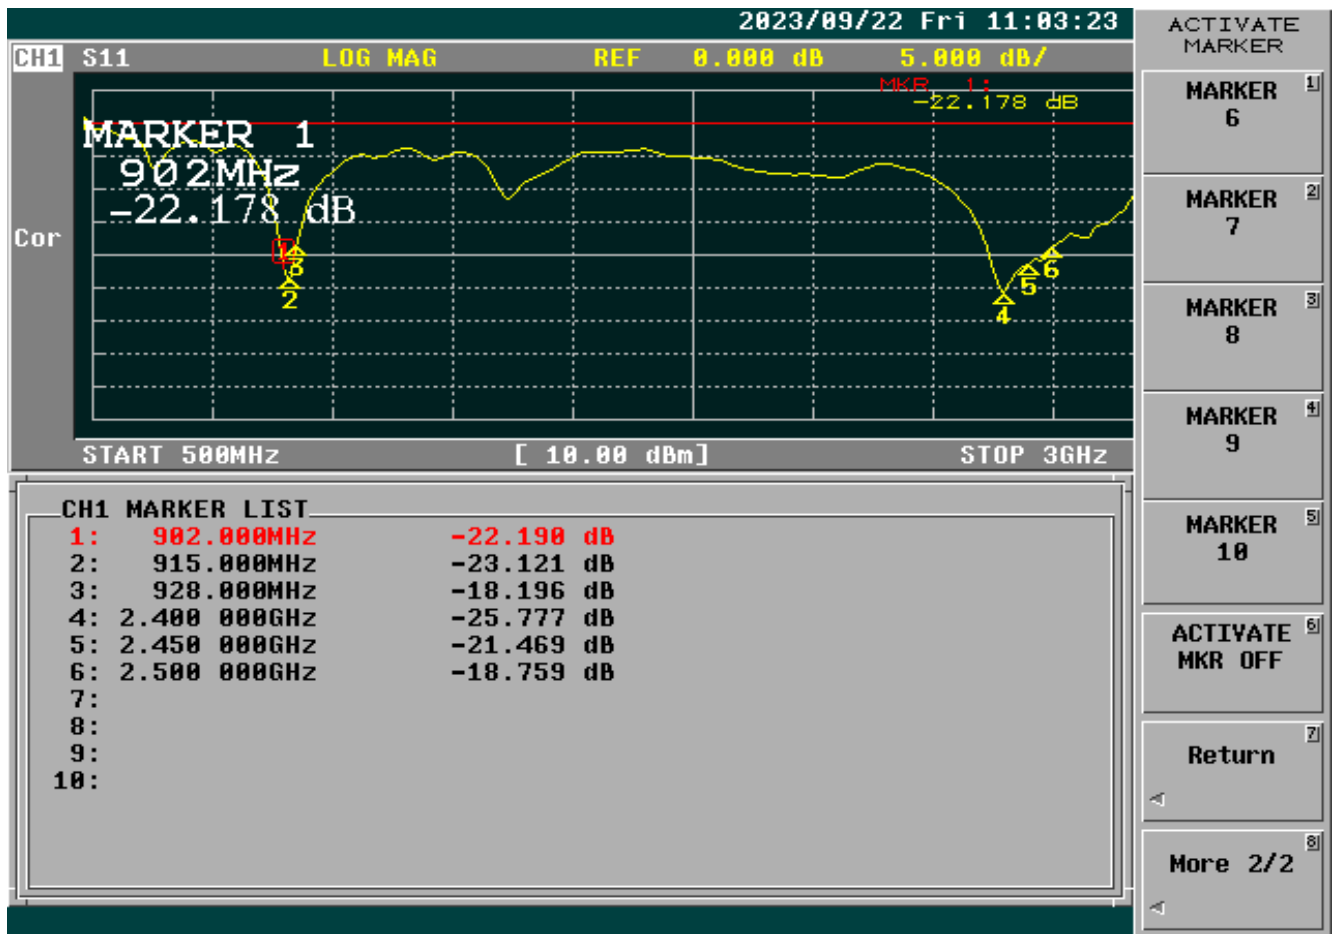 2023/09/22 Fri 11:03:23
CH1 S11 LOG MAG REF 0.000 dB 5.000 dB/
MKR 1:
-22.178 dB
MARKER 1
902MHz
-22.178 dB
Cor
1
3
2
4
5
6
START 500MHz [ 10.00 dBm] STOP 3GHz
CH1 MARKER LIST
1: 902.000MHz -22.190 dB
2: 915.000MHz -23.121 dB
3: 928.000MHz -18.196 dB
4: 2.400 000GHz -25.777 dB
5: 2.450 000GHz -21.469 dB
6: 2.500 000GHz -18.759 dB
7:
8:
9:
10:
ACTIVATE
MARKER
MARKER 1
6
MARKER 2
7
MARKER 3
8
MARKER 4
9
MARKER 5
10
ACTIVATE 6
MKR OFF
7
Return
8
More 2/2